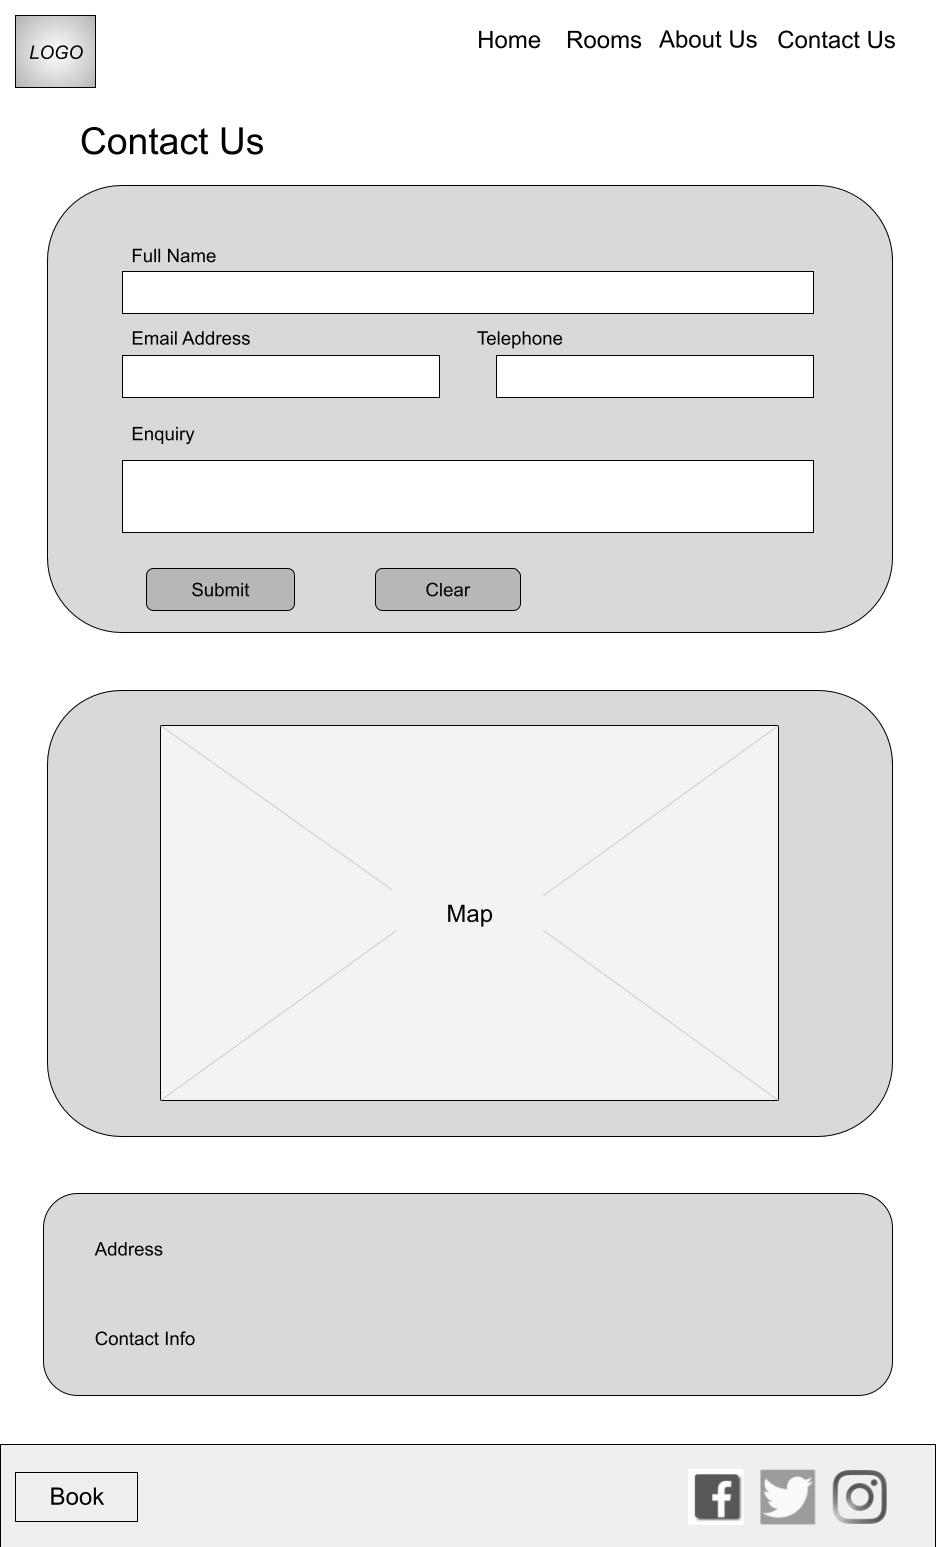 LOGO
Home Rooms About Us Contact Us
Contact Us
Full Name
Email Address Telephone
Enquiry
Submit Clear
Map
Address
Contact Info
Book